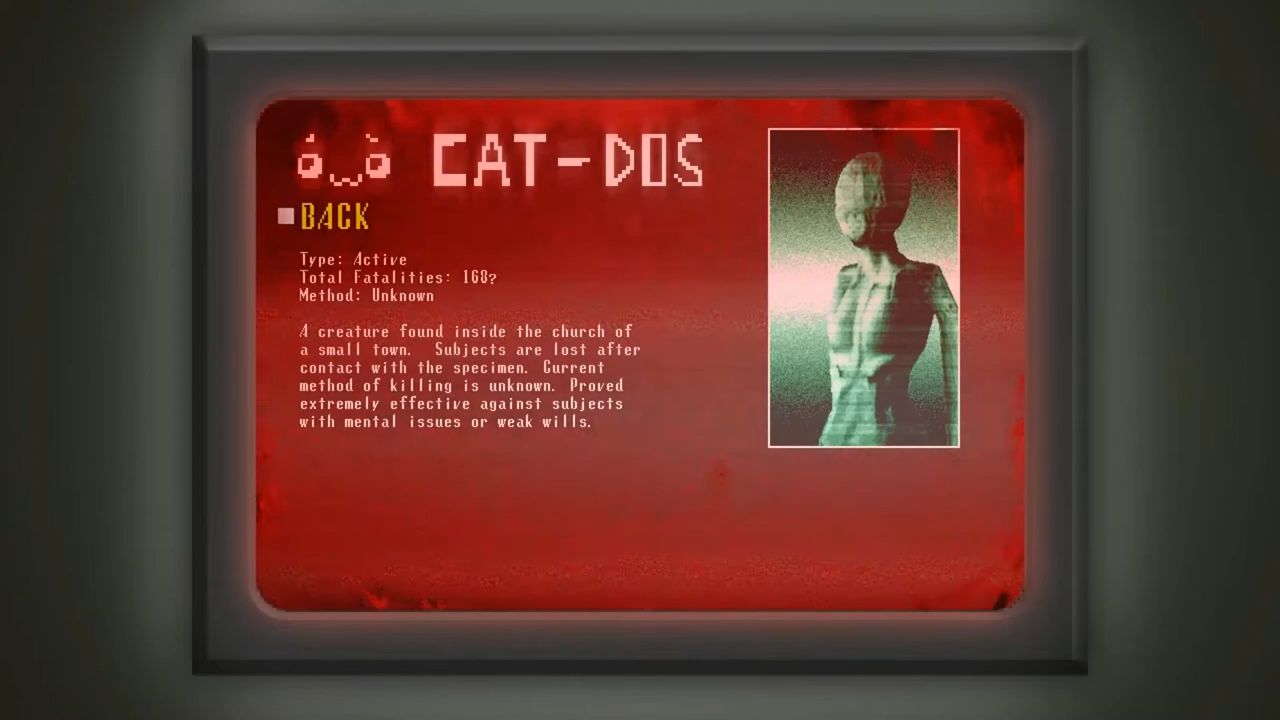 CAT-DOS
BACK
Type: Active
Total Fatalities: 168?
Method: Unknown
A creature found inside the church of
a small town. Subjects are lost after
contact with the specimen. Current
method of killing is unknown. Proved
extremely effective against subjects
with mental issues or weak wills.